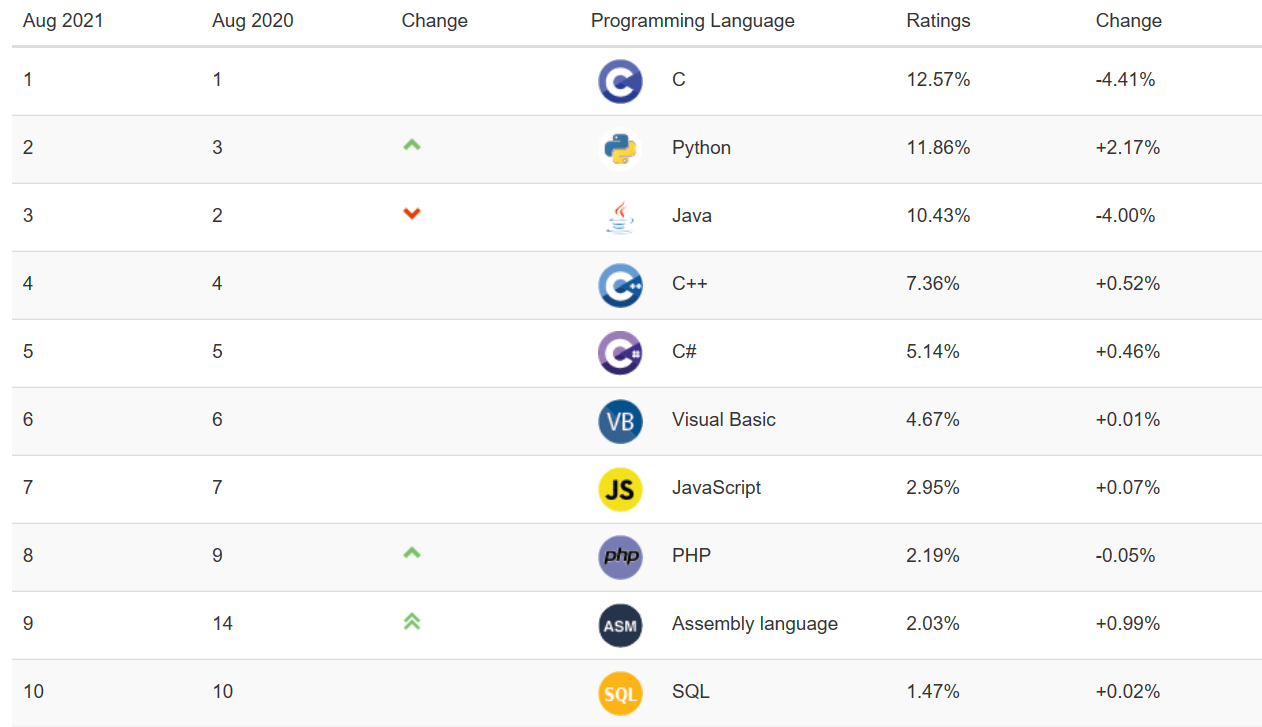 Aug 2021 Aug 2020 Change Programming Language Ratings Change
1 1 C C 12.57% -4.41%
2 3 Python 11.86% +2.17%
3 2 Java 10.43% -4.00%
4 4 C++ C++ 7.36% +0.52%
5 5 C# C# 5.14% +0.46%
6 6 VB Visual Basic 4.67% +0.01%
7 7 JS JavaScript 2.95% +0.07%
8 9 php PHP 2.19% -0.05%
9 14 ASM Assembly language 2.03% +0.99%
10 10 SQL SQL 1.47% +0.02%